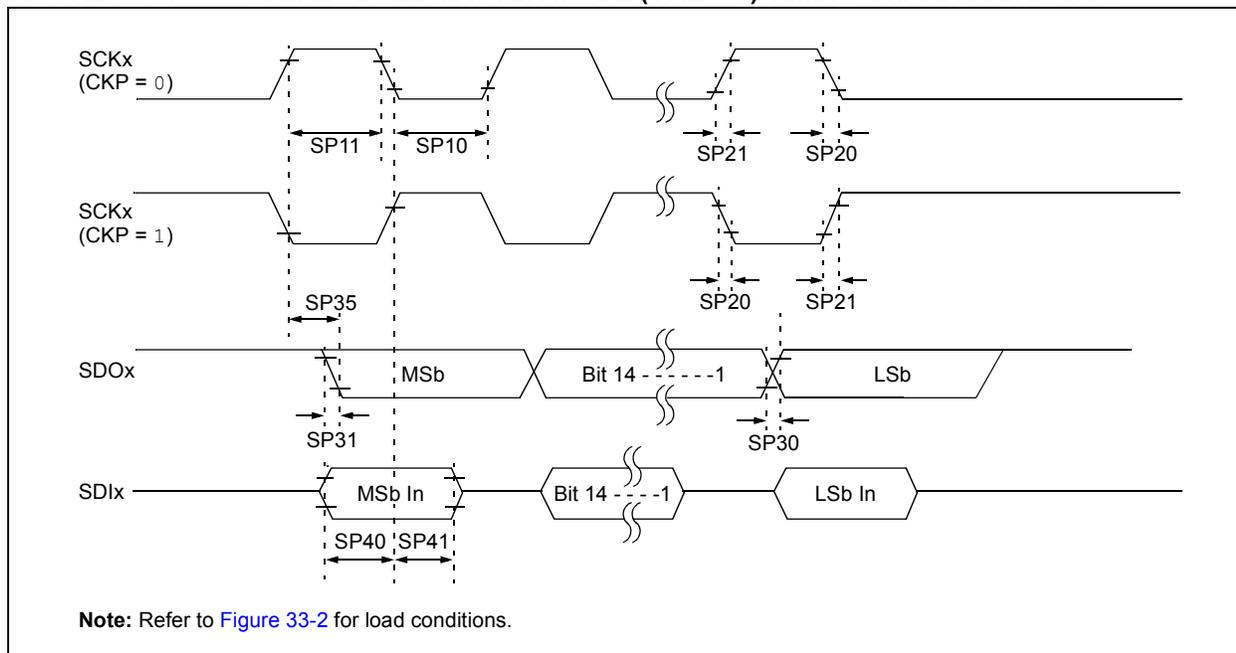 SCKx
(CKP = 0)
SP11
SP10
SP21
SP20
SCKx
(CKP = 1)
SP20
SP21
SP35
SDOx
MSb
Bit 14 - - - - - - -1
LSb
SP31
SP30
SDIx
MSb In
Bit 14 - - - - -1
LSb In
SP40
SP41
Note: Refer to Figure 33-2 for load conditions.